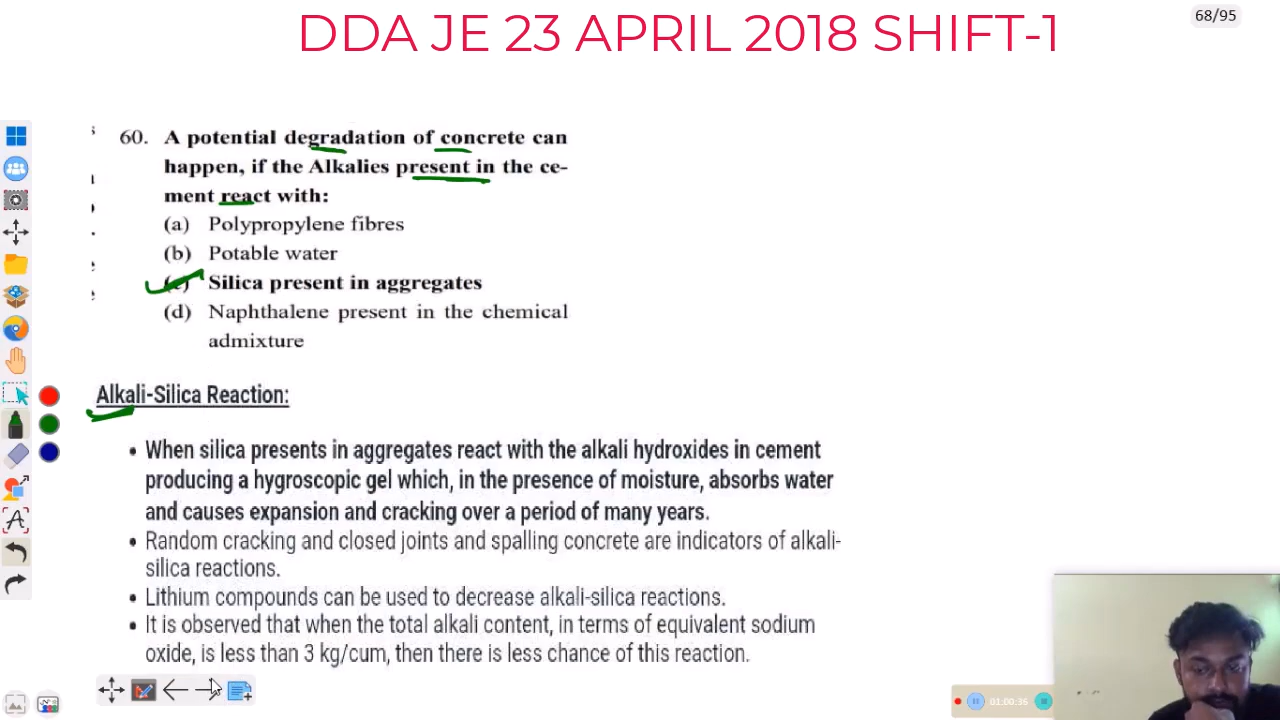 DDA JE 23 APRIL 2018 SHIFT-1
68/95
60. A potential degradation of concrete can
happen, if the Alkalies present in the ce-
ment react with:
(a) Polypropylene fibres
(b) Potable water
(c) Silica present in aggregates
(d) Naphthalene present in the chemical
admixture
Alkali-Silica Reaction:
• When silica presents in aggregates react with the alkali hydroxides in cement
producing a hygroscopic gel which, in the presence of moisture, absorbs water
and causes expansion and cracking over a period of many years.
• Random cracking and closed joints and spalling concrete are indicators of alkali-
silica reactions.
• Lithium compounds can be used to decrease alkali-silica reactions.
• It is observed that when the total alkali content, in terms of equivalent sodium
oxide, is less than 3 kg/cum, then there is less chance of this reaction.
01:00:36